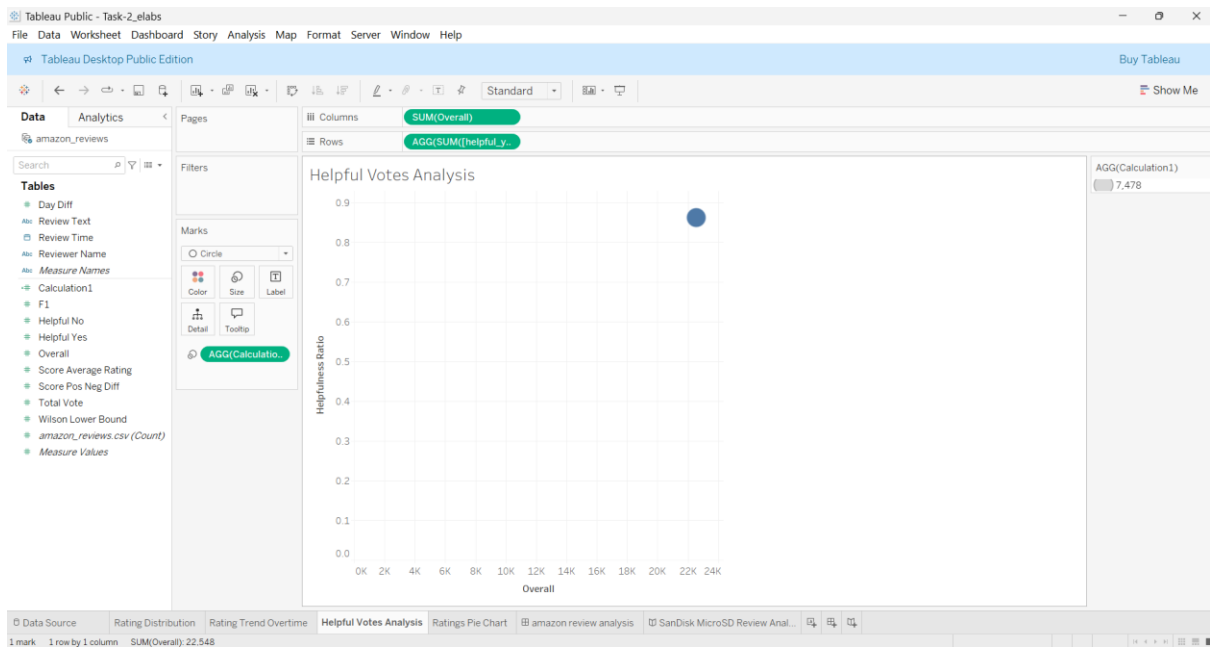 Tableau Public - Task-2_elabs
File Data Worksheet Dashboard Story Analysis Map Format Server Window Help
Tableau Desktop Public Edition
Buy Tableau
Standard
Show Me
Data Analytics
Pages
Columns
SUM(Overall)
amazon_reviews
Rows
AGG(SUM([helpful_y..
Search
Filters
Helpful Votes Analysis
AGG(Calculation1)
7,478
Tables
Day Diff
Abc Review Text
Review Time
Abc Reviewer Name
Abc Measure Names
Calculation1
F1
Helpful No
Helpful Yes
Overall
Score Average Rating
Score Pos Neg Diff
Total Vote
Wilson Lower Bound
amazon_reviews.csv (Count)
Measure Values
Marks
Circle
Color Size Label
Detail Tooltip
AGG(Calculatio..
Helpfulness Ratio
0.9
0.8
0.7
0.6
0.5
0.4
0.3
0.2
0.1
0.0
0K 2K 4K 6K 8K 10K 12K 14K 16K 18K 20K 22K 24K
Overall
Data Source Rating Distribution Rating Trend Overtime Helpful Votes Analysis Ratings Pie Chart amazon review analysis SanDisk MicroSD Review Anal...
1 mark 1 row by 1 column SUM(Overall): 22,548